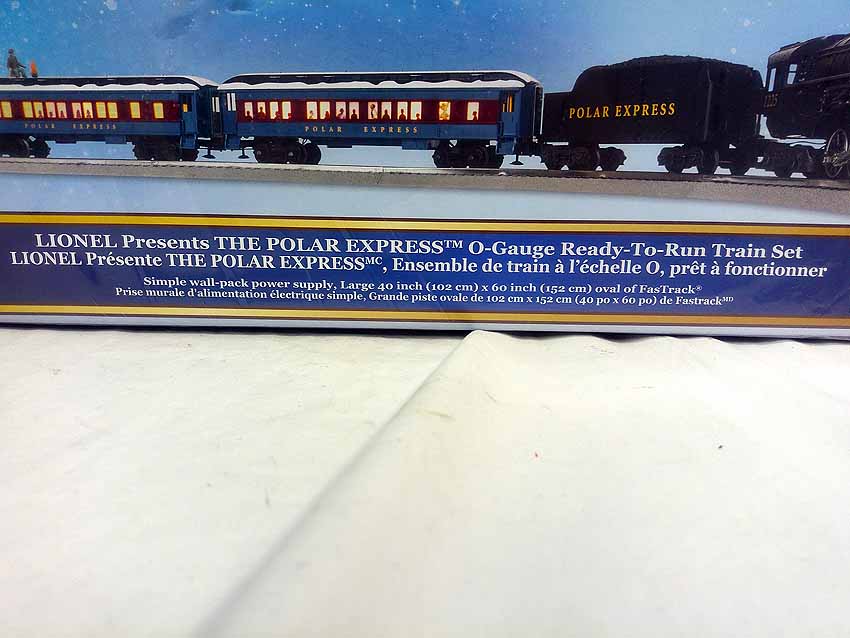 POLAR EXPRESS
POLAR EXPRESS
POLAR EXPRESS
1225
LIONEL Presents THE POLAR EXPRESS™ O-Gauge Ready-To-Run Train Set
LIONEL Présente THE POLAR EXPRESSᴹᶜ, Ensemble de train à l'échelle O, prêt à fonctionner
Simple wall-pack power supply, Large 40 inch (102 cm) x 60 inch (152 cm) oval of FasTrack®
Prise murale d'alimentation électrique simple, Grande piste ovale de 102 cm x 152 cm (40 po x 60 po) de Fastrackᴹᴰ